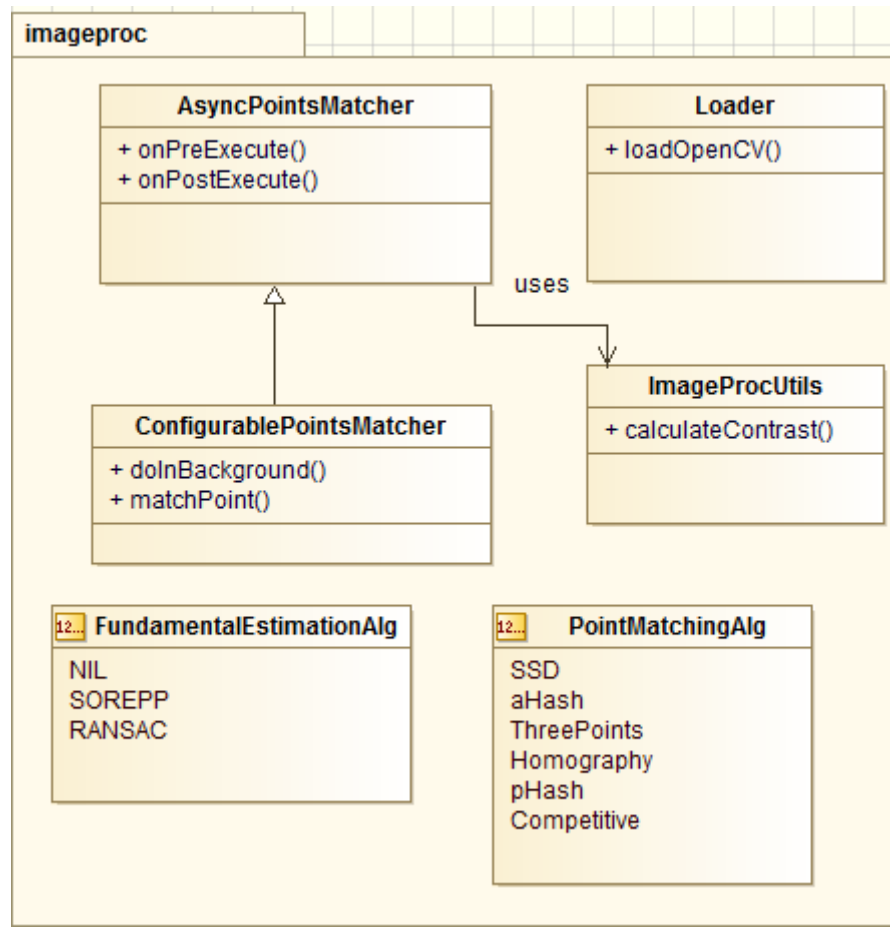 imageproc
AsyncPointsMatcher
+ onPreExecute()
+ onPostExecute()
Loader
+ loadOpenCV()
uses
ImageProcUtils
+ calculateContrast()
ConfigurablePointsMatcher
+ doInBackground()
+ matchPoint()
12... FundamentalEstimationAlg
NIL
SOREPP
RANSAC
12... PointMatchingAlg
SSD
aHash
ThreePoints
Homography
pHash
Competitive